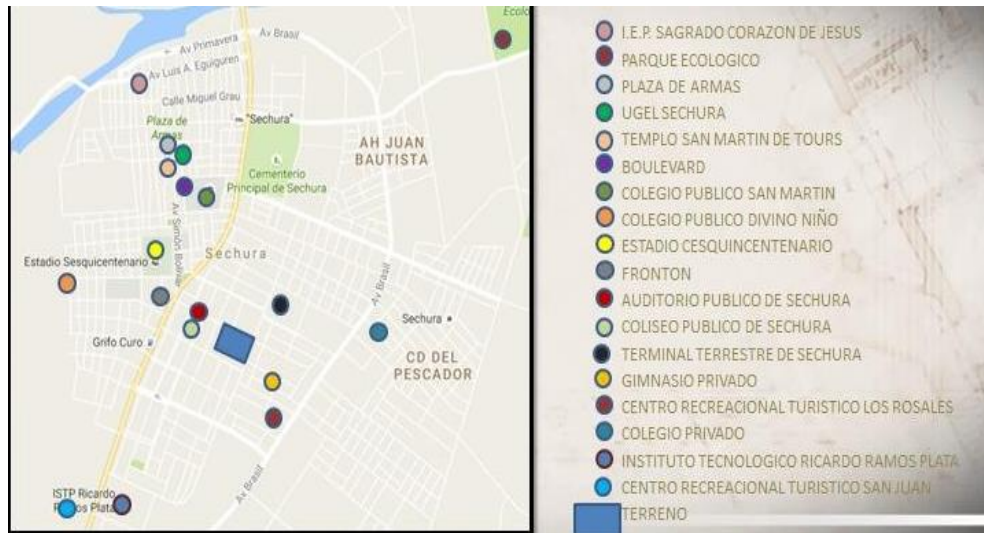 Ecolo
Av Brasil
Av Primavera
Av Luis A. Eguiguren
Calle Miguel Grau
"Sechura"
Plaza de
Armas
AH JUAN
BAUTISTA
Cementerio
Principal de Sechura
Av Simón Bolívar
Sechura
Estadio Sesquicentenario
Av Brasil
Sechura
Grifo Curo
CD DEL
PESCADOR
Av Brasil
ISTP Ricardo
Ramos Plata
I.E.P. SAGRADO CORAZON DE JESUS
PARQUE ECOLOGICO
PLAZA DE ARMAS
UGEL SECHURA
TEMPLO SAN MARTIN DE TOURS
BOULEVARD
COLEGIO PUBLICO SAN MARTIN
COLEGIO PUBLICO DIVINO NIÑO
ESTADIO CESQUINCENTENARIO
FRONTON
AUDITORIO PUBLICO DE SECHURA
COLISEO PUBLICO DE SECHURA
TERMINAL TERRESTRE DE SECHURA
GIMNASIO PRIVADO
CENTRO RECREACIONAL TURISTICO LOS ROSALES
COLEGIO PRIVADO
INSTITUTO TECNOLOGICO RICARDO RAMOS PLATA
CENTRO RECREACIONAL TURISTICO SAN JUAN
TERRENO